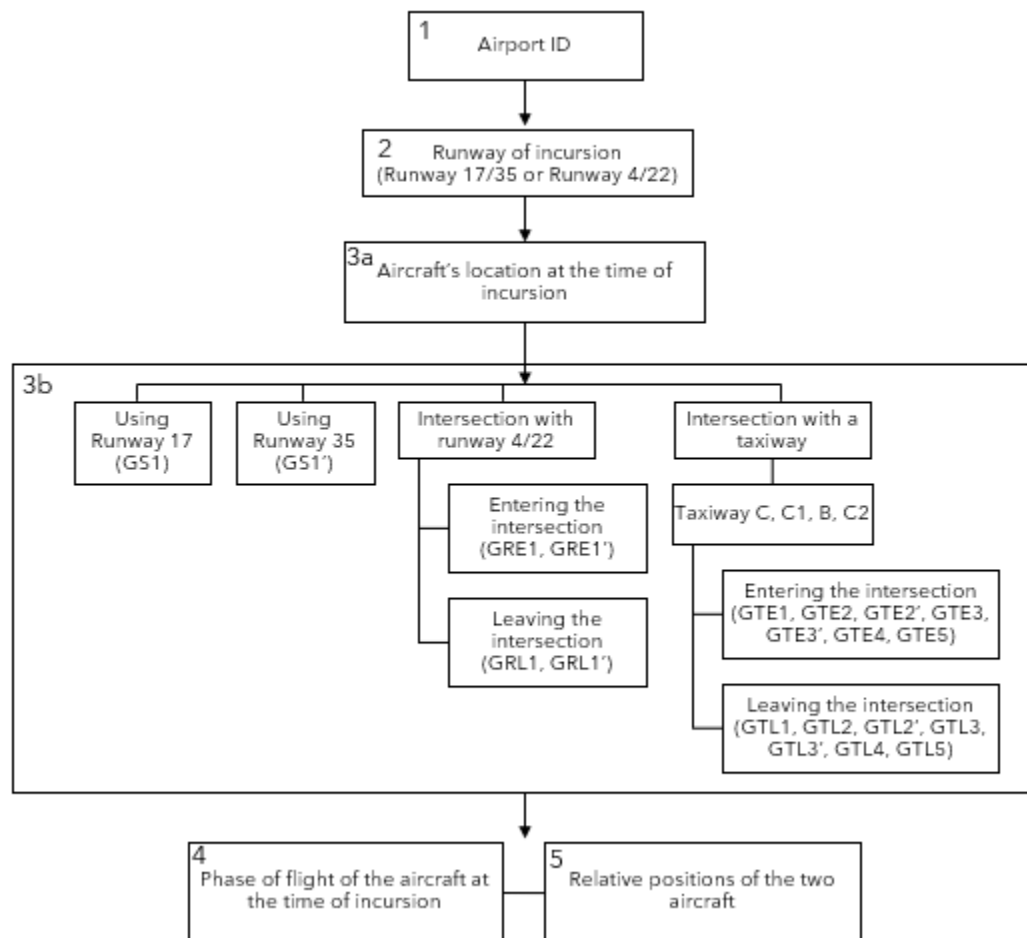 1
Airport ID
2
Runway of incursion
(Runway 17/35 or Runway 4/22)
3a
Aircraft's location at the time of
incursion
3b
Using
Runway 17
(GS1)
Using
Runway 35
(GS1′)
Intersection with
runway 4/22
Entering the
intersection
(GRE1, GRE1′)
Leaving the
intersection
(GRL1, GRL1′)
Intersection with a
taxiway
Taxiway C, C1, B, C2
Entering the intersection
(GTE1, GTE2, GTE2′, GTE3,
GTE3′, GTE4, GTE5)
Leaving the intersection
(GTL1, GTL2, GTL2′, GTL3,
GTL3′, GTL4, GTL5)
4
Phase of flight of the aircraft at
the time of incursion
5
Relative positions of the two
aircraft